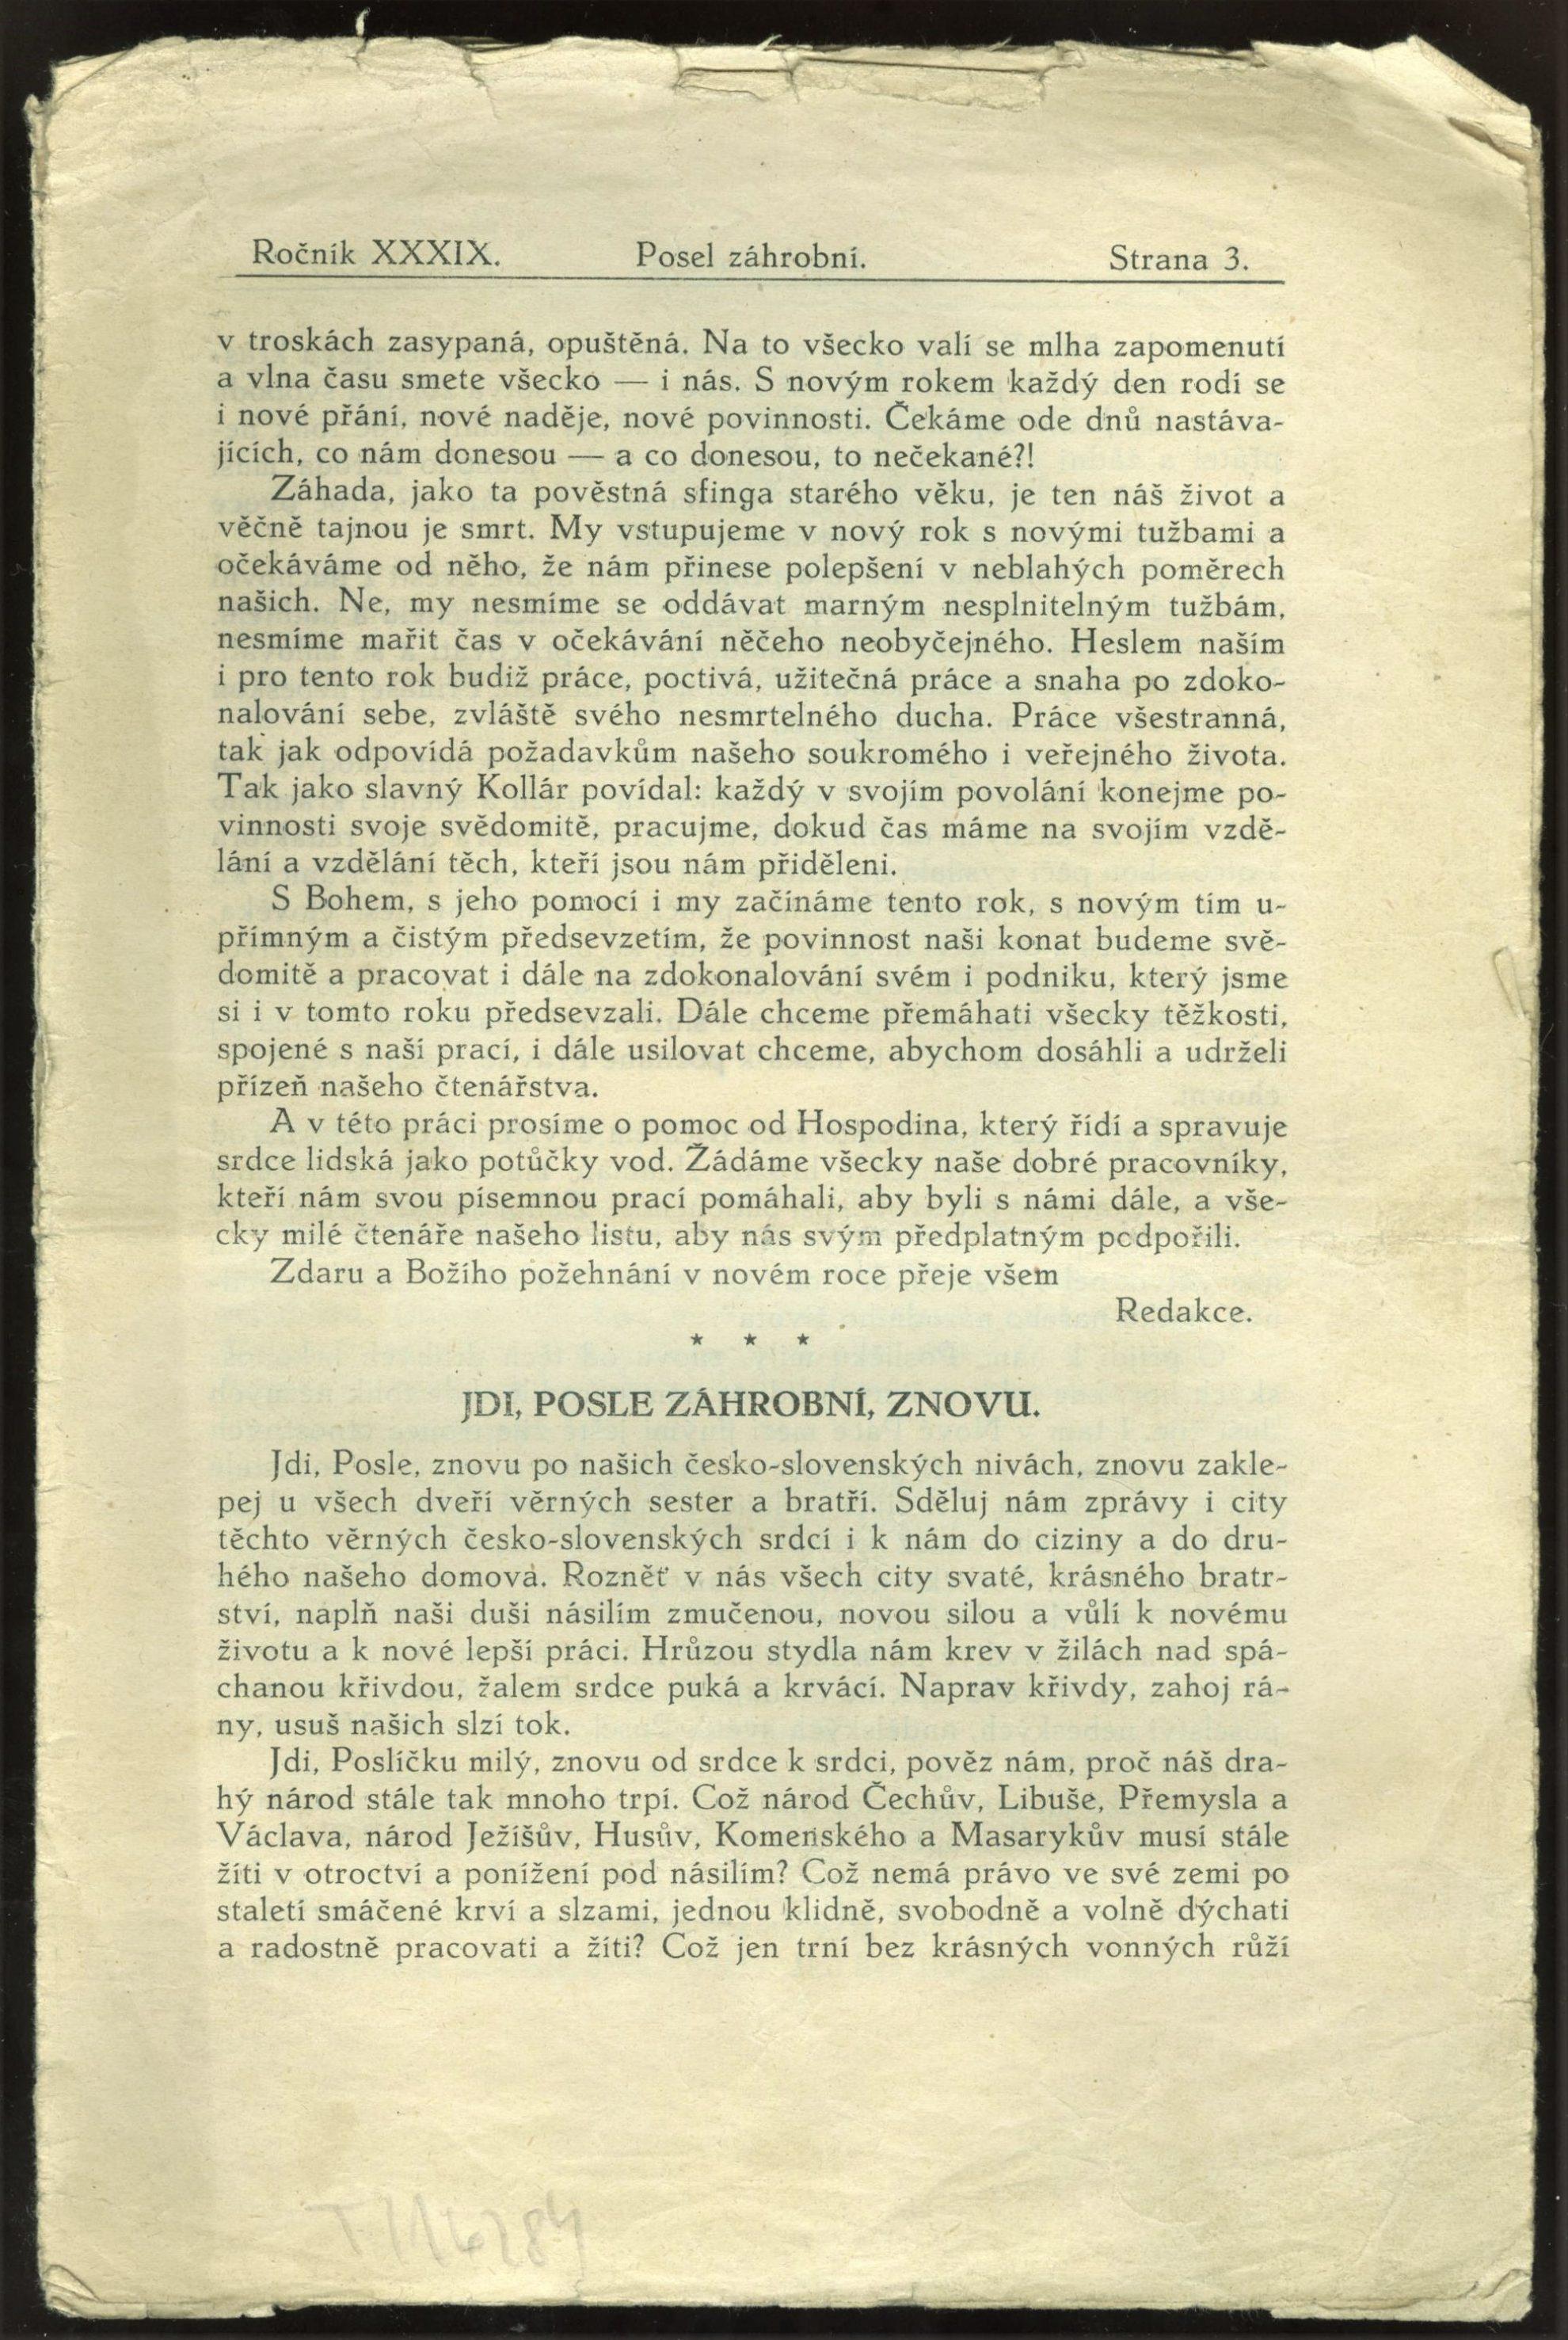 Ročník XXXIX. Posel záhrobní. Strana 3.
v troskách zasypaná, opuštěná. Na to všecko valí se mlha zapomenutí
a vlna času smete všecko — i nás. S novým rokem každý den rodí se
i nové přání, nové naděje, nové povinnosti. Čekáme ode dnů nastáva-
jících, co nám donesou — a co donesou, to nečekané?!
Záhada, jako ta pověstná sfinga starého věku, je ten náš život a
věčně tajnou je smrt. My vstupujeme v nový rok s novými tužbami a
očekáváme od něho, že nám přinese polepšení v neblahých poměrech
našich. Ne, my nesmíme se oddávat marným nesplnitelným tužbám,
nesmíme mařit čas v očekávání něčeho neobyčejného. Heslem naším
i pro tento rok budiž práce, poctivá, užitečná práce a snaha po zdoko-
nalování sebe, zvláště svého nesmrtelného ducha. Práce všestranná,
tak jak odpovídá požadavkům našeho soukromého i veřejného života.
Tak jako slavný Kollár povídal: každý v svojím povolání konejme po-
vinnosti svoje svědomitě, pracujme, dokud čas máme na svojím vzdě-
lání a vzdělání těch, kteří jsou nám přiděleni.
S Bohem, s jeho pomocí i my začínáme tento rok, s novým tím u-
přímným a čistým předsevzetím, že povinnost naši konat budeme svě-
domitě a pracovat i dále na zdokonalování svém i podniku, který jsme
si i v tomto roku předsevzali. Dále chceme přemáhati všecky těžkosti,
spojené s naší prací, i dále usilovat chceme, abychom dosáhli a udrželi
přízeň našeho čtenářstva.
A v této práci prosíme o pomoc od Hospodina, který řídí a spravuje
srdce lidská jako potůčky vod. Žádáme všecky naše dobré pracovníky,
kteří nám svou písemnou prací pomáhali, aby byli s námi dále, a vše-
cky milé čtenáře našeho listu, aby nás svým předplatným podpořili.
Zdaru a Božího požehnání v novém roce přeje všem
Redakce.
* * *
JDI, POSLE ZÁHROBNÍ, ZNOVU.
Jdi, Posle, znovu po našich česko-slovenských nivách, znovu zakle-
pej u všech dveří věrných sester a bratří. Sděluj nám zprávy i city
těchto věrných česko-slovenských srdcí i k nám do ciziny a do dru-
hého našeho domova. Rozněť v nás všech city svaté, krásného bratr-
ství, naplň naši duši násilím zmučenou, novou silou a vůlí k novému
životu a k nové lepší práci. Hrůzou stydla nám krev v žilách nad spá-
chanou křivdou, žalem srdce puká a krvácí. Naprav křivdy, zahoj rá-
ny, usuš našich slzí tok.
Jdi, Poslíčku milý, znovu od srdce k srdci, pověz nám, proč náš dra-
hý národ stále tak mnoho trpí. Což národ Čechův, Libuše, Přemysla a
Václava, národ Ježíšův, Husův, Komenského a Masarykův musí stále
žíti v otroctví a ponížení pod násilím? Což nemá právo ve své zemi po
staletí smáčené krví a slzami, jednou klidně, svobodně a volně dýchati
a radostně pracovati a žíti? Což jen trní bez krásných vonných růží